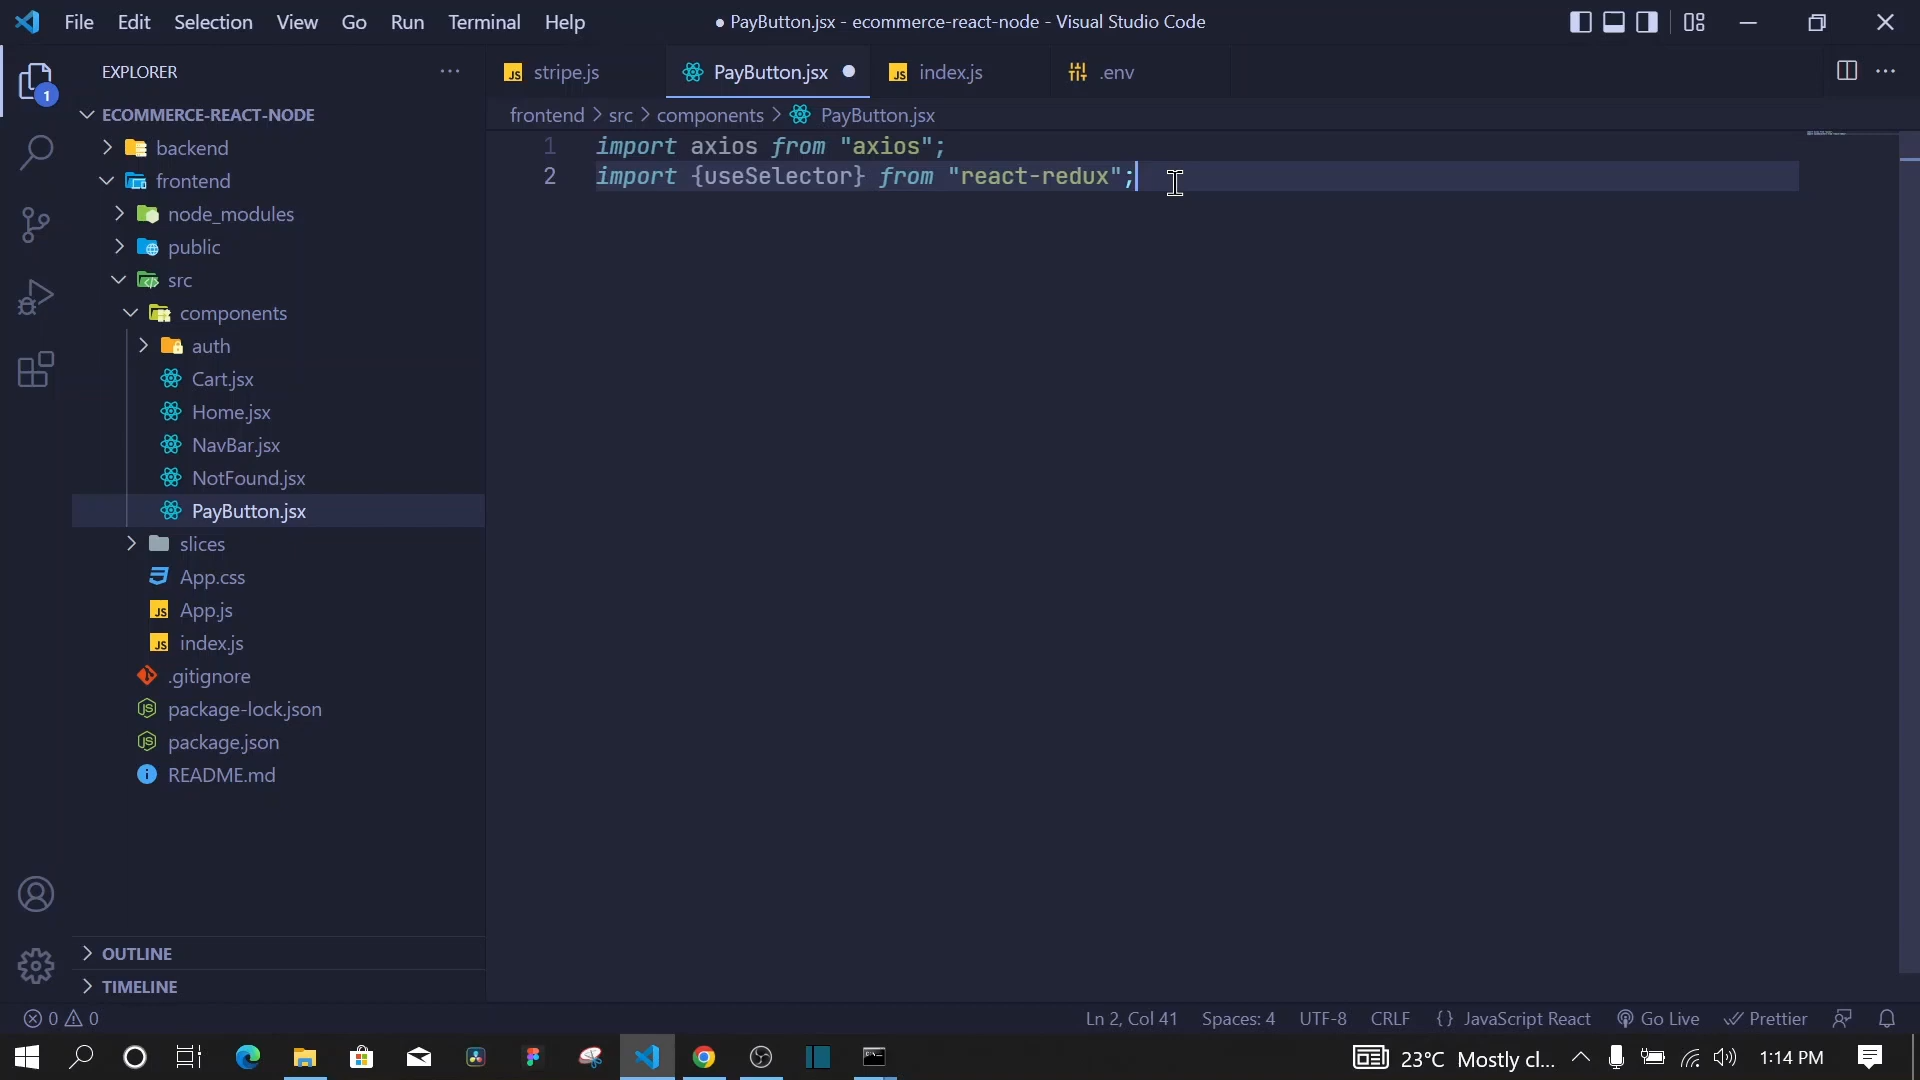 File Edit Selection View Go Run Terminal Help
● PayButton.jsx - ecommerce-react-node - Visual Studio Code
EXPLORER
stripe.js
PayButton.jsx
index.js
.env
1
ECOMMERCE-REACT-NODE
frontend > src > components > PayButton.jsx
backend
frontend
node_modules
public
src
components
auth
Cart.jsx
Home.jsx
NavBar.jsx
NotFound.jsx
PayButton.jsx
slices
App.css
App.js
index.js
.gitignore
package-lock.json
package.json
README.md
1 import axios from "axios";
2 import {useSelector} from "react-redux";
OUTLINE
TIMELINE
0 0
Ln 2, Col 41 Spaces: 4 UTF-8 CRLF {} JavaScript React Go Live Prettier
23°C Mostly cl... 1:14 PM